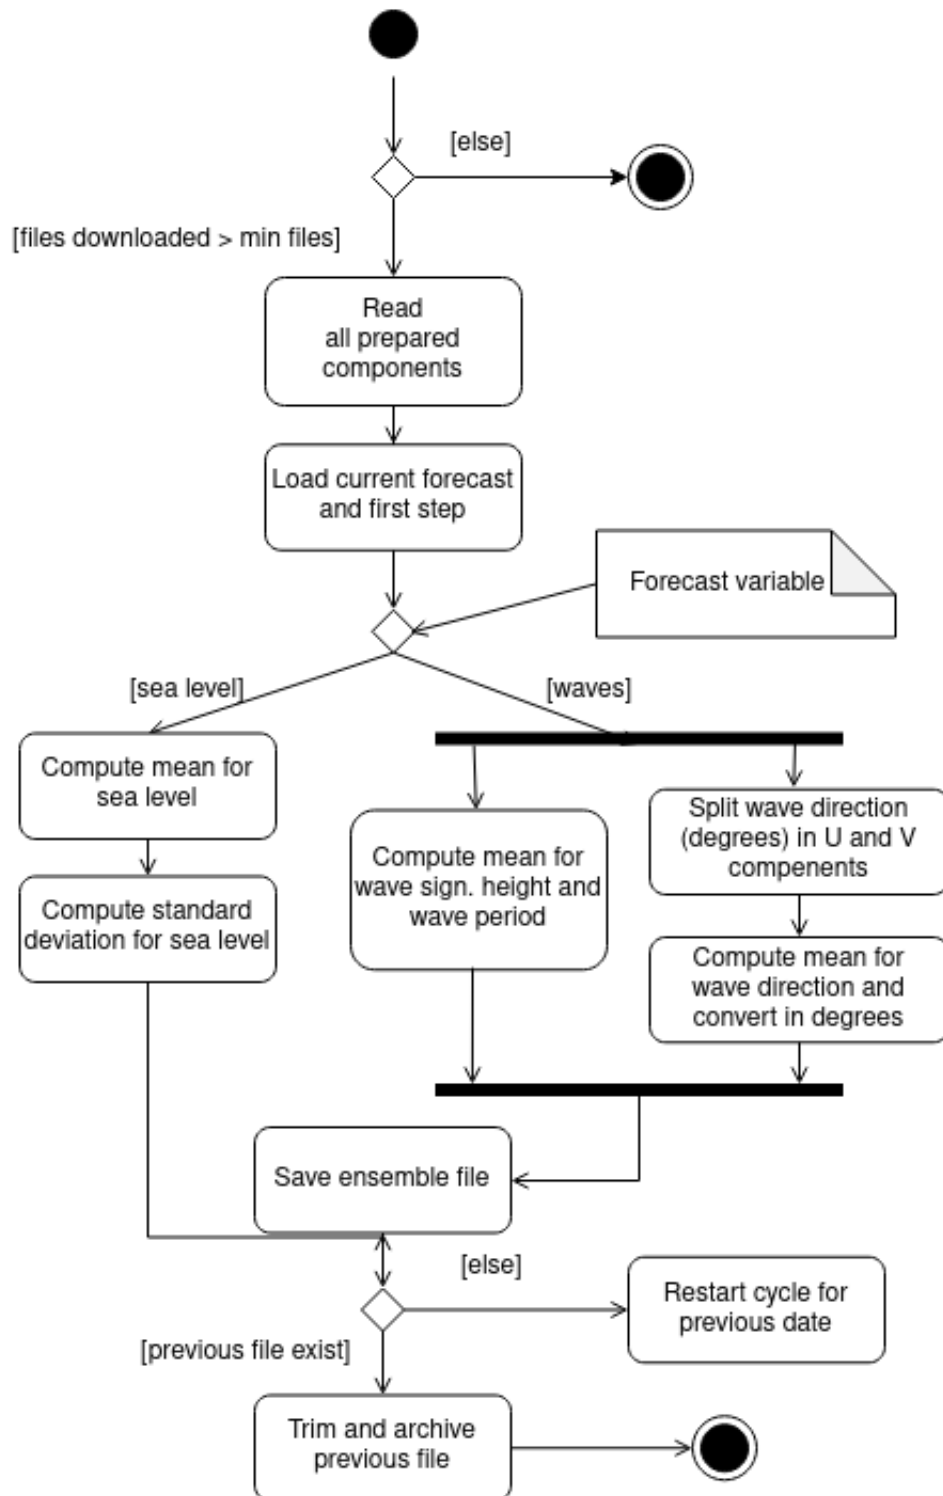 [else]
[files downloaded > min files]
Read
all prepared
components
Load current forecast
and first step
Forecast variable
[sea level]
[waves]
Compute mean for
sea level
Split wave direction
(degrees) in U and V
compenents
Compute mean for
wave sign. height and
wave period
Compute standard
deviation for sea level
Compute mean for
wave direction and
convert in degrees
Save ensemble file
[else]
Restart cycle for
previous date
[previous file exist]
Trim and archive
previous file